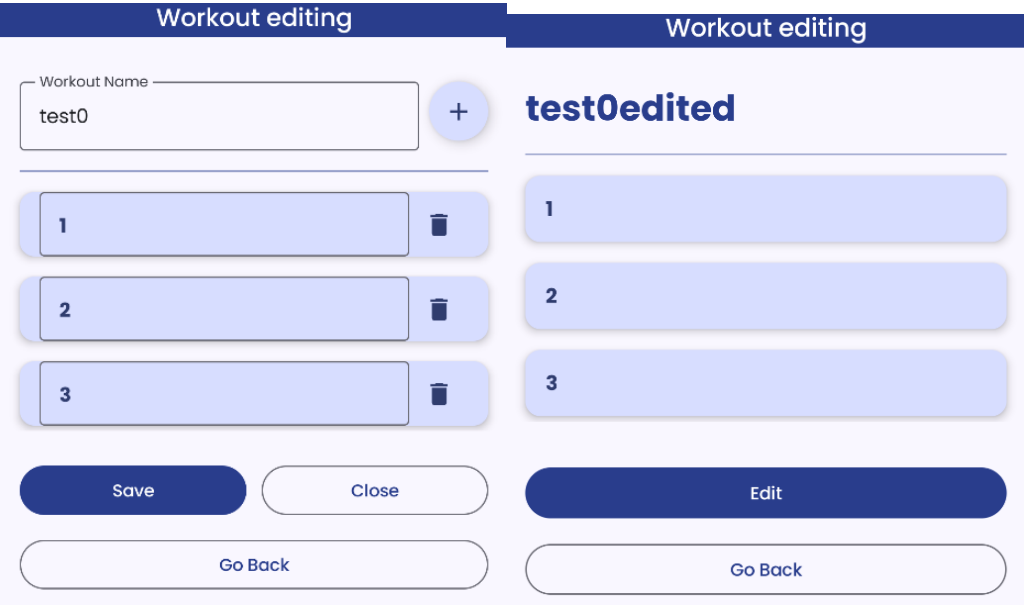 Workout editing
Workout Name
test0
+
1
2
3
Save
Close
Go Back
Workout editing
test0edited
1
2
3
Edit
Go Back